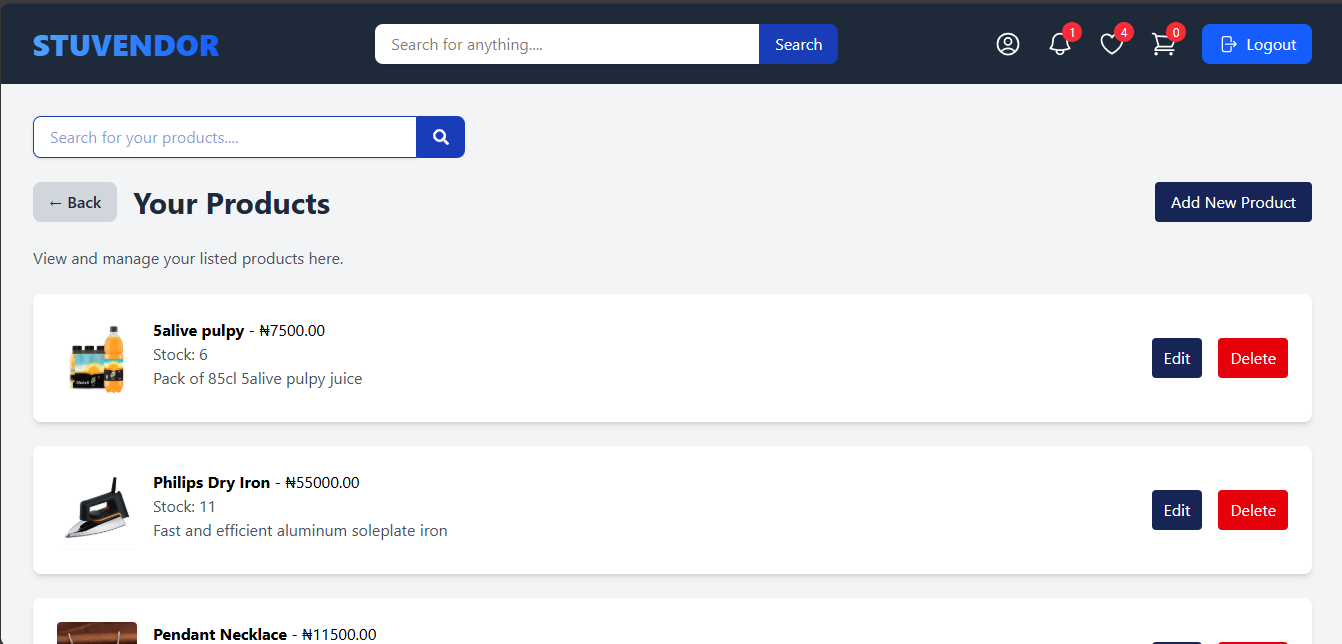 STUVENDOR
Search for anything....
Search
1
4
0
Logout
Search for your products....
← Back
Your Products
Add New Product
View and manage your listed products here.
5alive pulpy - ₦7500.00
Stock: 6
Pack of 85cl 5alive pulpy juice
Edit
Delete
Philips Dry Iron - ₦55000.00
Stock: 11
Fast and efficient aluminum soleplate iron
Edit
Delete
Pendant Necklace - ₦11500.00